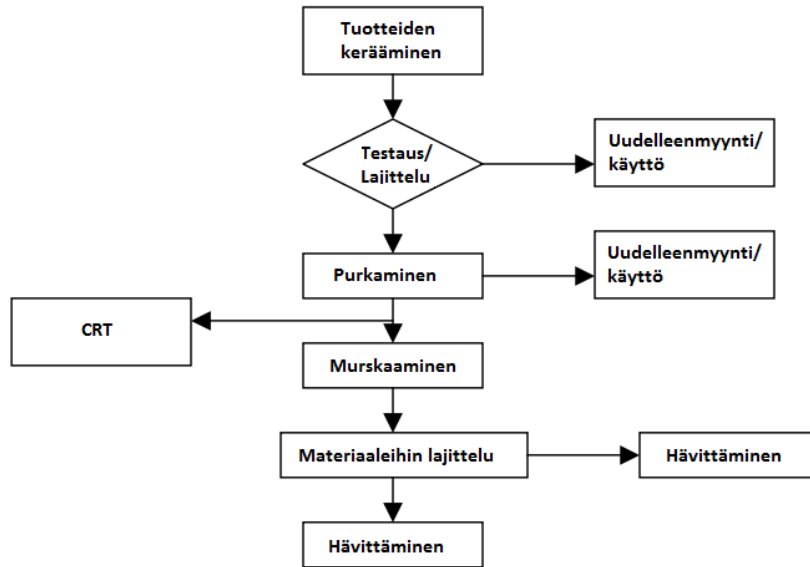 Tuotteiden
kerääminen
Testaus/
Lajittelu
Uudelleenmyynti/
käyttö
Purkaminen
Uudelleenmyynti/
käyttö
CRT
Murskaaminen
Materiaaleihin lajittelu
Hävittäminen
Hävittäminen